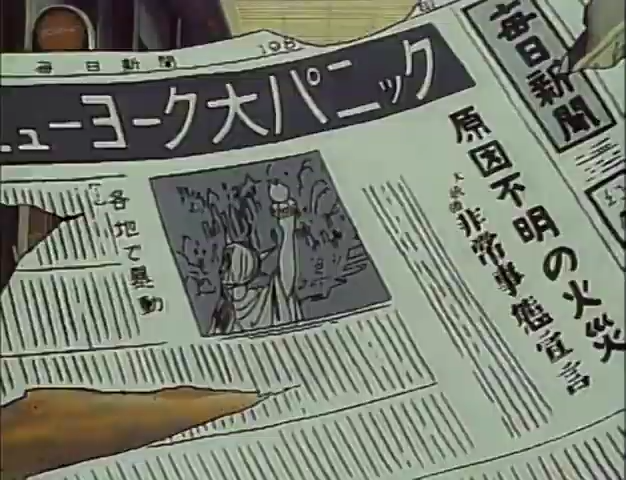 毎日新聞
198
ニューヨーク大パニック
毎日新聞
原因不明の火災
大統領
非常事態宣言
各地で暴動